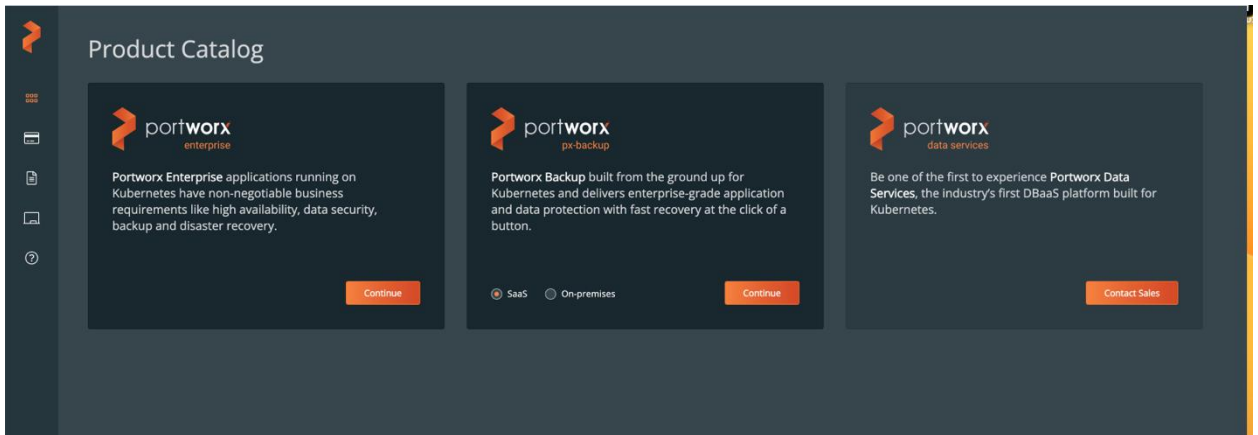 Product Catalog
portworx
enterprise
Portworx Enterprise applications running on
Kubernetes have non-negotiable business
requirements like high availability, data security,
backup and disaster recovery.
Continue
portworx
px-backup
Portworx Backup built from the ground up for
Kubernetes and delivers enterprise-grade application
and data protection with fast recovery at the click of a
button.
SaaS On-premises Continue
portworx
data services
Be one of the first to experience Portworx Data
Services, the industry's first DBaaS platform built for
Kubernetes.
Contact Sales